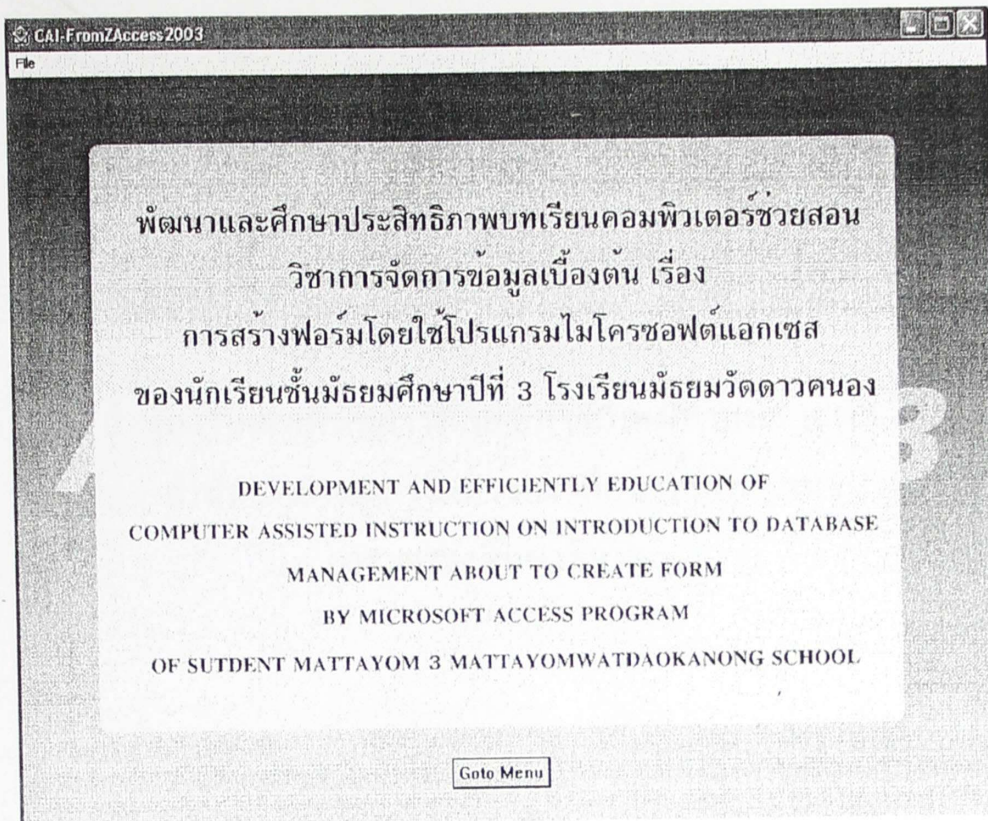 CAI-FromZAccess2003
File
พัฒนาและศึกษาประสิทธิภาพบทเรียนคอมพิวเตอร์ช่วยสอน
วิชาการจัดการข้อมูลเบื้องต้น เรื่อง
การสร้างฟอร์มโดยใช้โปรแกรมไมโครซอฟต์แอกเซส
ของนักเรียนชั้นมัธยมศึกษาปีที่ 3 โรงเรียนมัธยมวัดดาวคนอง
DEVELOPMENT AND EFFICIENTLY EDUCATION OF
COMPUTER ASSISTED INSTRUCTION ON INTRODUCTION TO DATABASE
MANAGEMENT ABOUT TO CREATE FORM
BY MICROSOFT ACCESS PROGRAM
OF SUTDENT MATTAYOM 3 MATTAYOMWATDAOKANONG SCHOOL
Goto Menu